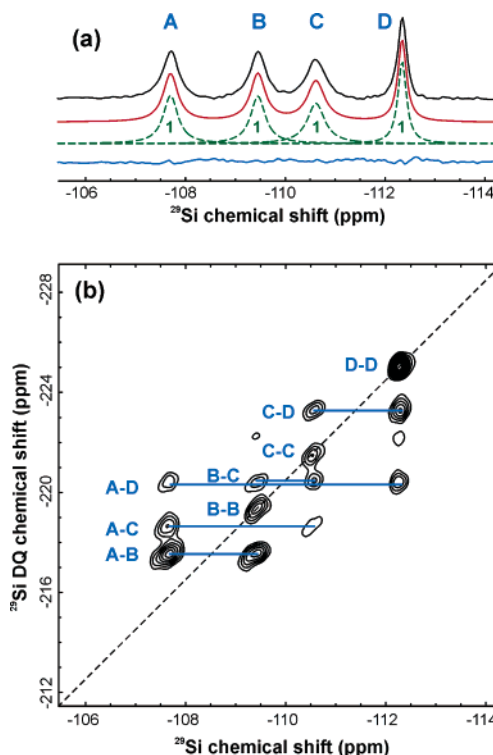 (a)
A B C D
1 1 1 1
-106 -108 -110 -112 -114
²⁹Si chemical shift (ppm)
(b)
-228
-224
-220
-216
-212
²⁹Si DQ chemical shift (ppm)
D-D
C-D
C-C
B-C
A-D
B-B
A-C
A-B
-106 -108 -110 -112 -114
²⁹Si chemical shift (ppm)